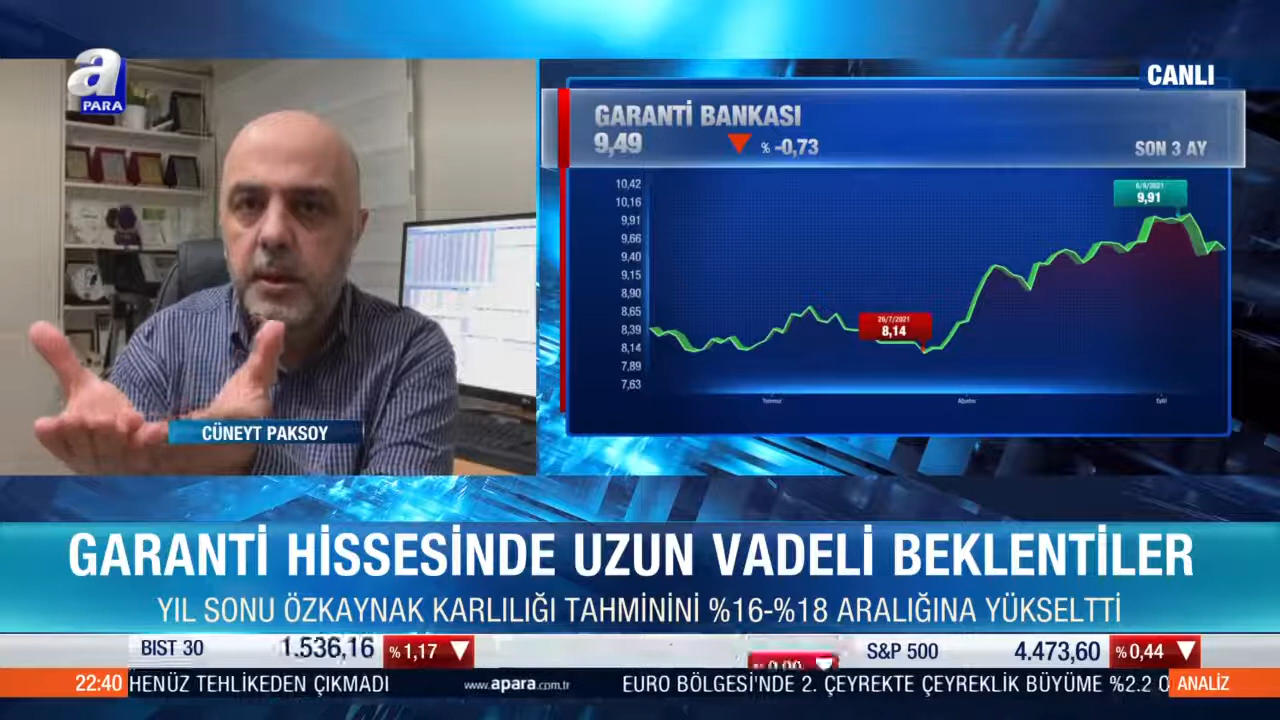 a
PARA
CANLI
GARANTİ BANKASI
9,49
% -0,73
SON 3 AY
10,42
10,16
9,91
9,66
9,40
9,15
8,90
8,65
8,39
8,14
7,89
7,63
6/9/2021
9,91
26/7/2021
8,14
Temmuz
Ağustos
Eylül
CÜNEYT PAKSOY
GARANTİ HİSSESİNDE UZUN VADELİ BEKLENTİLER
YIL SONU ÖZKAYNAK KARLILIĞI TAHMİNİNİ %16-%18 ARALIĞINA YÜKSELTTİ
BIST 30 1.536,16 %1,17
S&P 500 4.473,60 %0,44
22:40 HENÜZ TEHLİKEDEN ÇIKMADI www.apara.com.tr EURO BÖLGESİ'NDE 2. ÇEYREKTE ÇEYREKLİK BÜYÜME %2.2 O ANALİZ